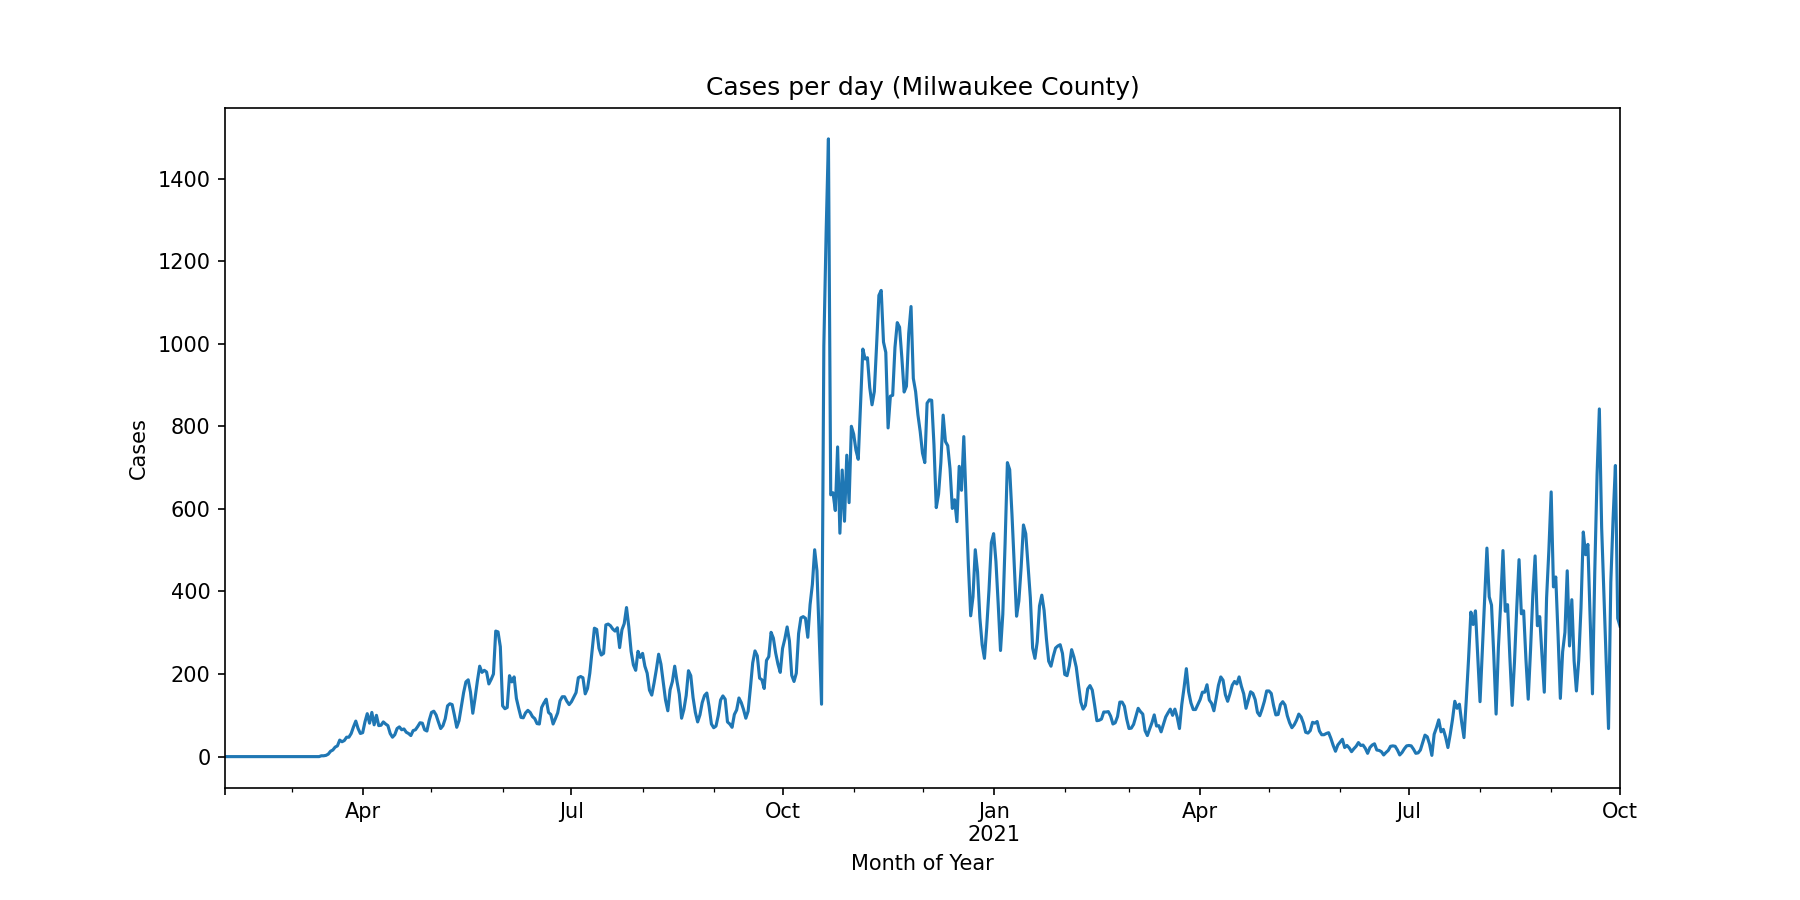 Cases per day (Milwaukee County)
1400
1200
1000
800
600
400
200
0
Cases
Apr Jul Oct Jan Apr Jul Oct
2021
Month of Year